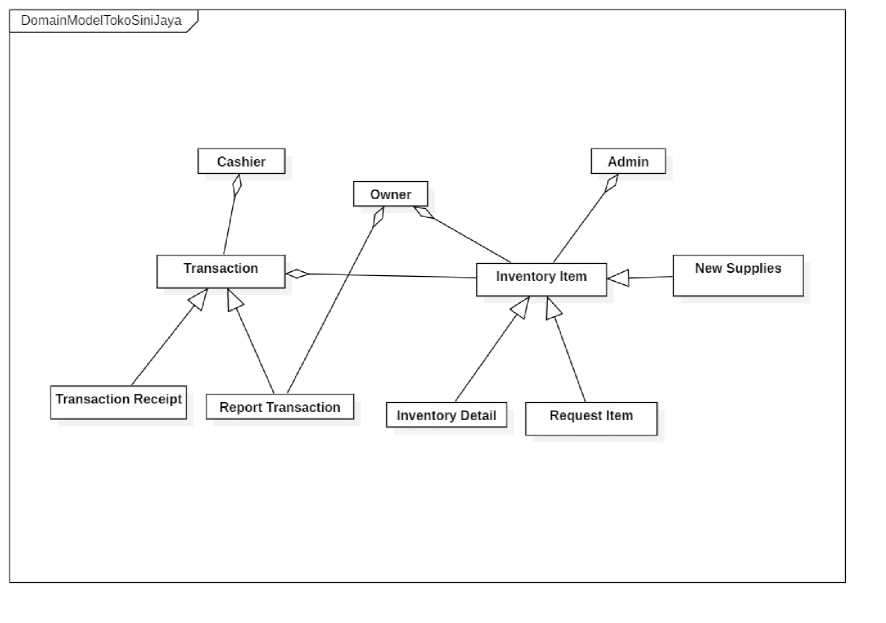 DomainModelTokoSiniJaya
Cashier
Admin
Owner
Transaction
Inventory Item
New Supplies
Transaction Receipt
Report Transaction
Inventory Detail
Request Item